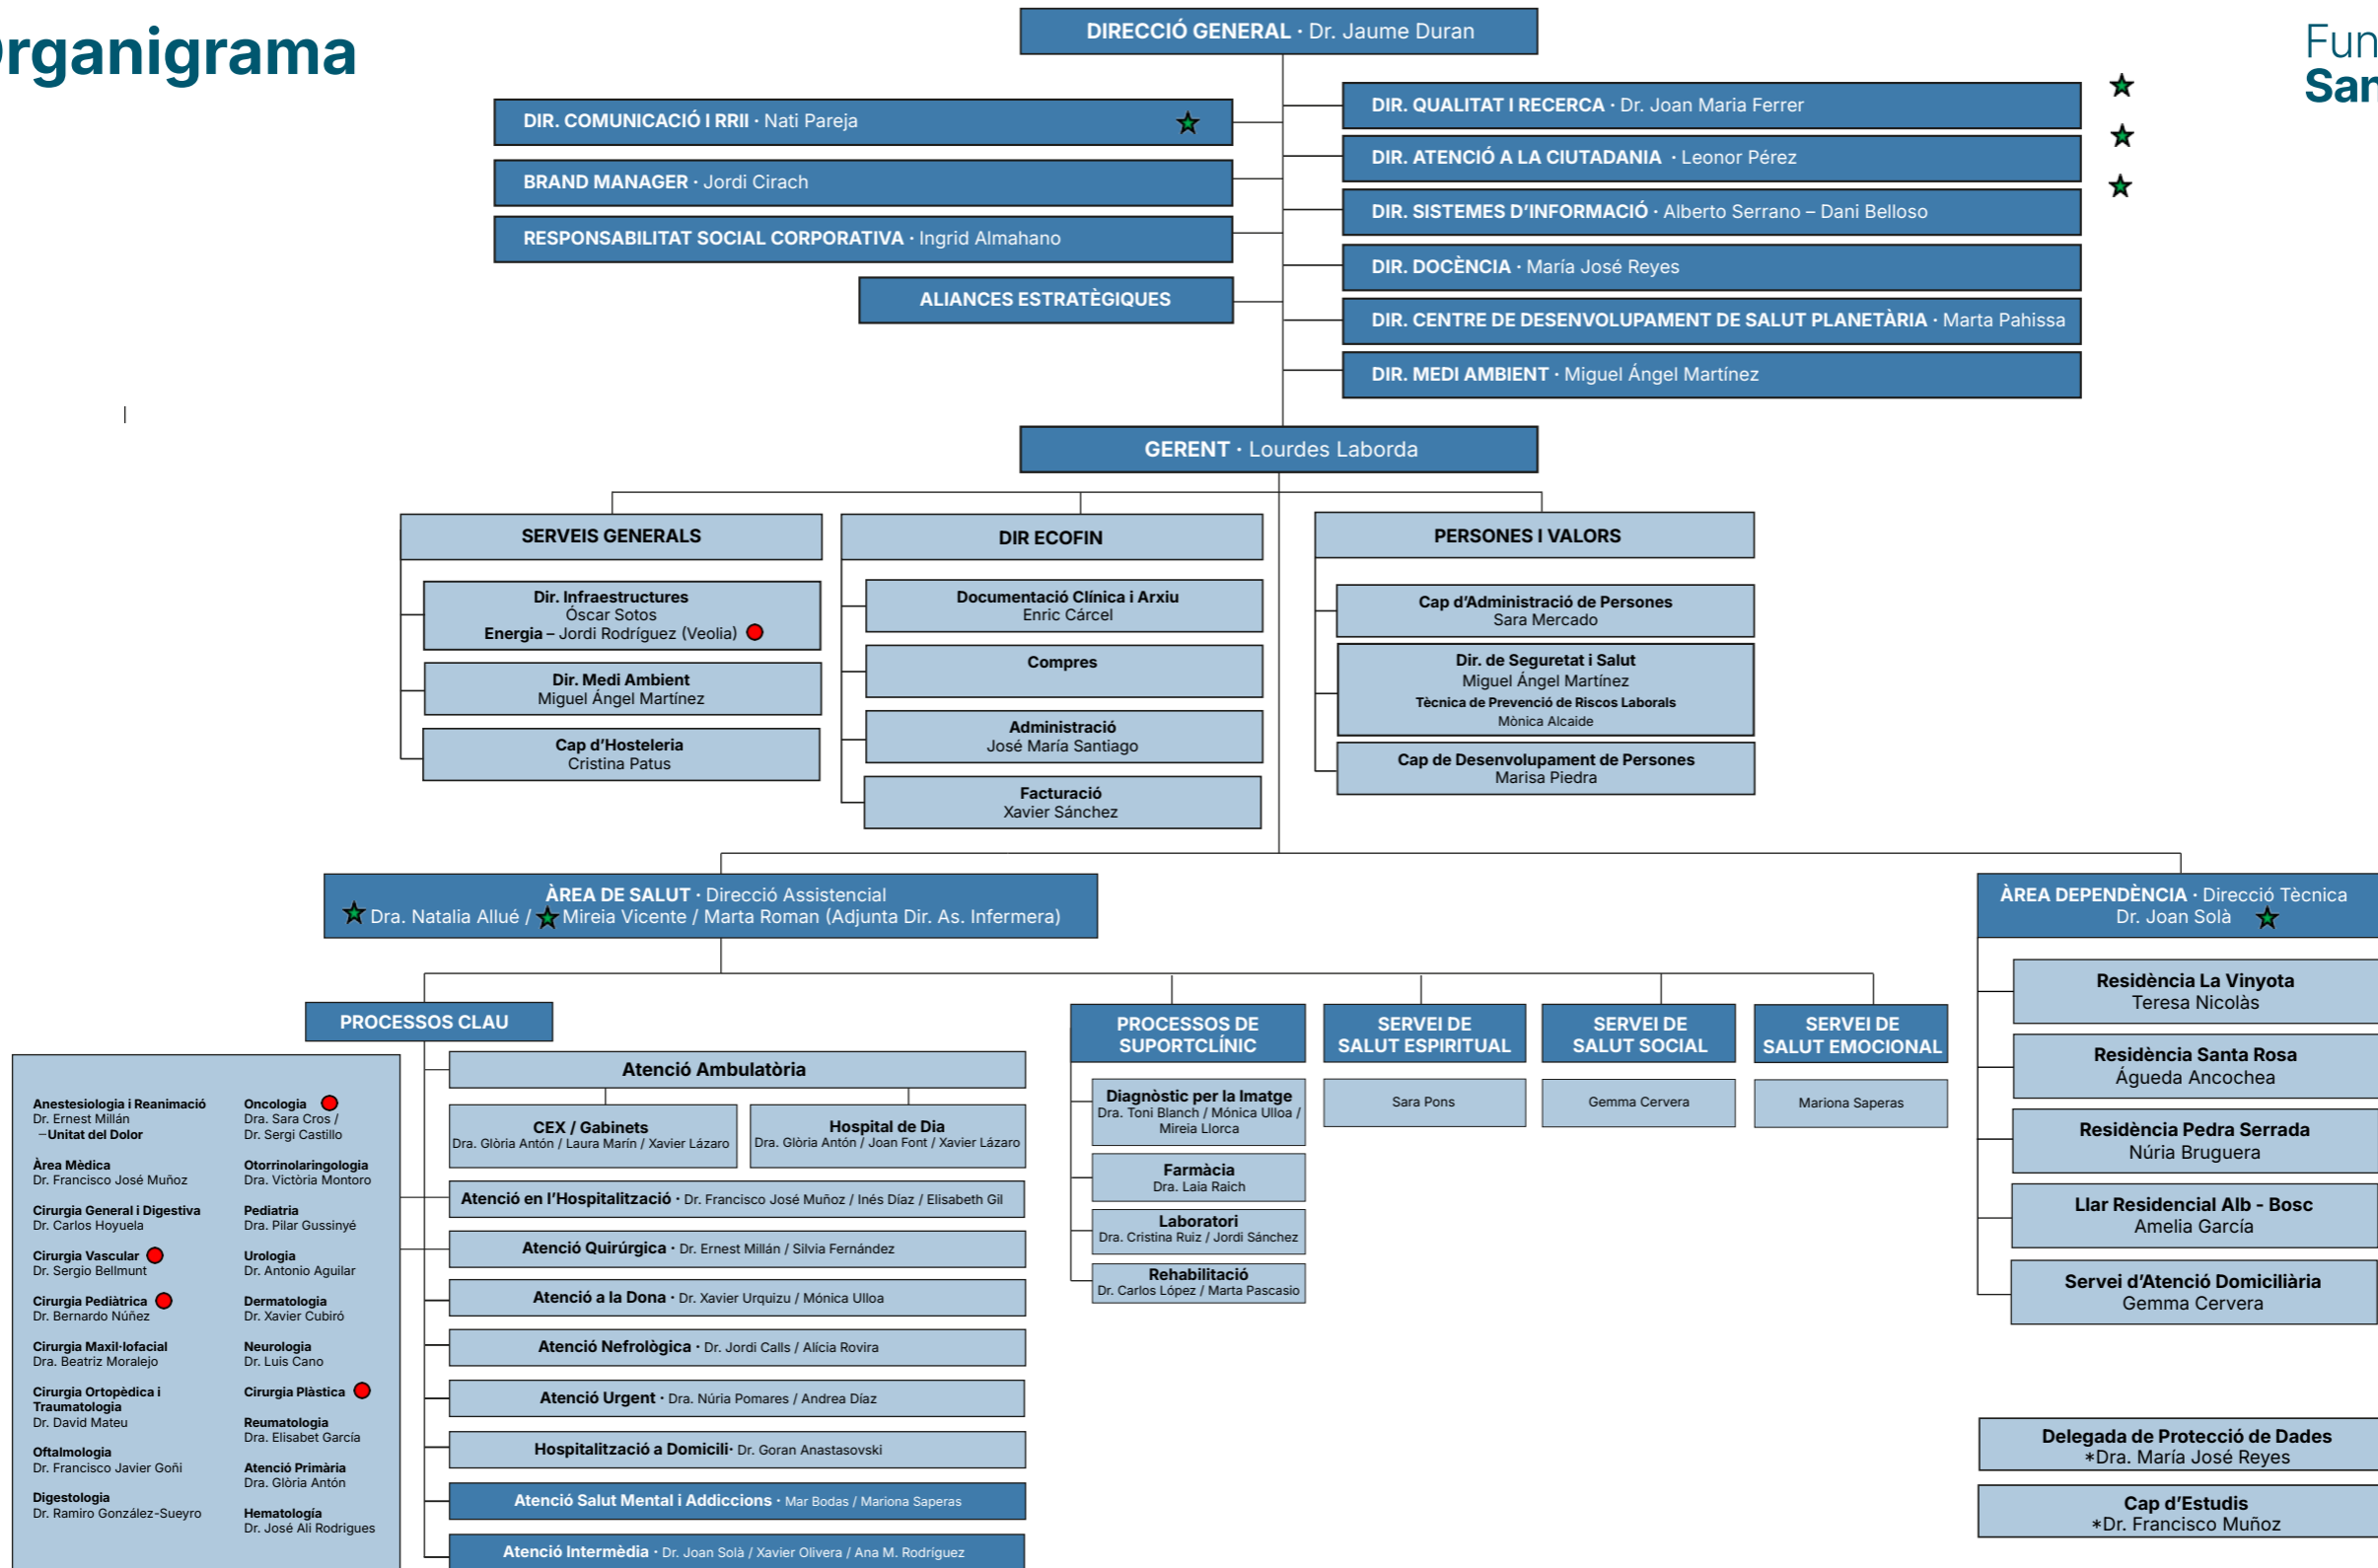 Organigrama
Fun
San
DIRECCIÓ GENERAL · Dr. Jaume Duran
DIR. COMUNICACIÓ I RRII · Nati Pareja
BRAND MANAGER · Jordi Cirach
RESPONSABILITAT SOCIAL CORPORATIVA · Ingrid Almahano
ALIANCES ESTRATÈGIQUES
DIR. QUALITAT I RECERCA · Dr. Joan Maria Ferrer
DIR. ATENCIÓ A LA CIUTADANIA · Leonor Pérez
DIR. SISTEMES D'INFORMACIÓ · Alberto Serrano – Dani Belloso
DIR. DOCÈNCIA · María José Reyes
DIR. CENTRE DE DESENVOLUPAMENT DE SALUT PLANETÀRIA · Marta Pahissa
DIR. MEDI AMBIENT · Miguel Ángel Martínez
GERENT · Lourdes Laborda
SERVEIS GENERALS
Dir. Infraestructures
Óscar Sotos
Energia – Jordi Rodríguez (Veolia)
Dir. Medi Ambient
Miguel Ángel Martínez
Cap d'Hosteleria
Cristina Patus
DIR ECOFIN
Documentació Clínica i Arxiu
Enric Cárcel
Compres
Administració
José María Santiago
Facturació
Xavier Sánchez
PERSONES I VALORS
Cap d'Administració de Persones
Sara Mercado
Dir. de Seguretat i Salut
Miguel Ángel Martínez
Tècnica de Prevenció de Riscos Laborals
Mònica Alcaide
Cap de Desenvolupament de Persones
Marisa Piedra
ÀREA DE SALUT · Direcció Assistencial
Dra. Natalia Allué / Mireia Vicente / Marta Roman (Adjunta Dir. As. Infermera)
PROCESSOS CLAU
Anestesiologia i Reanimació
Dr. Ernest Millán
–Unitat del Dolor
Àrea Mèdica
Dr. Francisco José Muñoz
Cirurgia General i Digestiva
Dr. Carlos Hoyuela
Cirurgia Vascular
Dr. Sergio Bellmunt
Cirurgia Pediàtrica
Dr. Bernardo Núñez
Cirurgia Maxil·lofacial
Dra. Beatriz Moralejo
Cirurgia Ortopèdica i
Traumatologia
Dr. David Mateu
Oftalmologia
Dr. Francisco Javier Goñi
Digestologia
Dr. Ramiro González-Sueyro
Oncologia
Dra. Sara Cros /
Dr. Sergi Castillo
Otorrinolaringologia
Dra. Victòria Montoro
Pediatria
Dra. Pilar Gussinyé
Urologia
Dr. Antonio Aguilar
Dermatologia
Dr. Xavier Cubiró
Neurologia
Dr. Luis Cano
Cirurgia Plàstica
Reumatologia
Dra. Elisabet García
Atenció Primària
Dra. Glòria Antón
Hematología
Dr. José Ali Rodrigues
Atenció Ambulatòria
CEX / Gabinets
Dra. Glòria Antón / Laura Marín / Xavier Lázaro
Hospital de Dia
Dra. Glòria Antón / Joan Font / Xavier Lázaro
Atenció en l'Hospitalització · Dr. Francisco José Muñoz / Inés Díaz / Elisabeth Gil
Atenció Quirúrgica · Dr. Ernest Millán / Silvia Fernández
Atenció a la Dona · Dr. Xavier Urquizu / Mónica Ulloa
Atenció Nefrològica · Dr. Jordi Calls / Alícia Rovira
Atenció Urgent · Dra. Núria Pomares / Andrea Díaz
Hospitalització a Domicili· Dr. Goran Anastasovski
Atenció Salut Mental i Addiccions · Mar Bodas / Mariona Saperas
Atenció Intermèdia · Dr. Joan Solà / Xavier Olivera / Ana M. Rodríguez
PROCESSOS DE
SUPORTCLÍNIC
Diagnòstic per la Imatge
Dra. Toni Blanch / Mónica Ulloa /
Mireia Llorca
Farmàcia
Dra. Laia Raich
Laboratori
Dra. Cristina Ruiz / Jordi Sánchez
Rehabilitació
Dr. Carlos López / Marta Pascasio
SERVEI DE
SALUT ESPIRITUAL
Sara Pons
SERVEI DE
SALUT SOCIAL
Gemma Cervera
SERVEI DE
SALUT EMOCIONAL
Mariona Saperas
ÀREA DEPENDÈNCIA · Direcció Tècnica
Dr. Joan Solà
Residència La Vinyota
Teresa Nicolàs
Residència Santa Rosa
Águeda Ancochea
Residència Pedra Serrada
Núria Bruguera
Llar Residencial Alb - Bosc
Amelia García
Servei d'Atenció Domiciliària
Gemma Cervera
Delegada de Protecció de Dades
*Dra. María José Reyes
Cap d'Estudis
*Dr. Francisco Muñoz